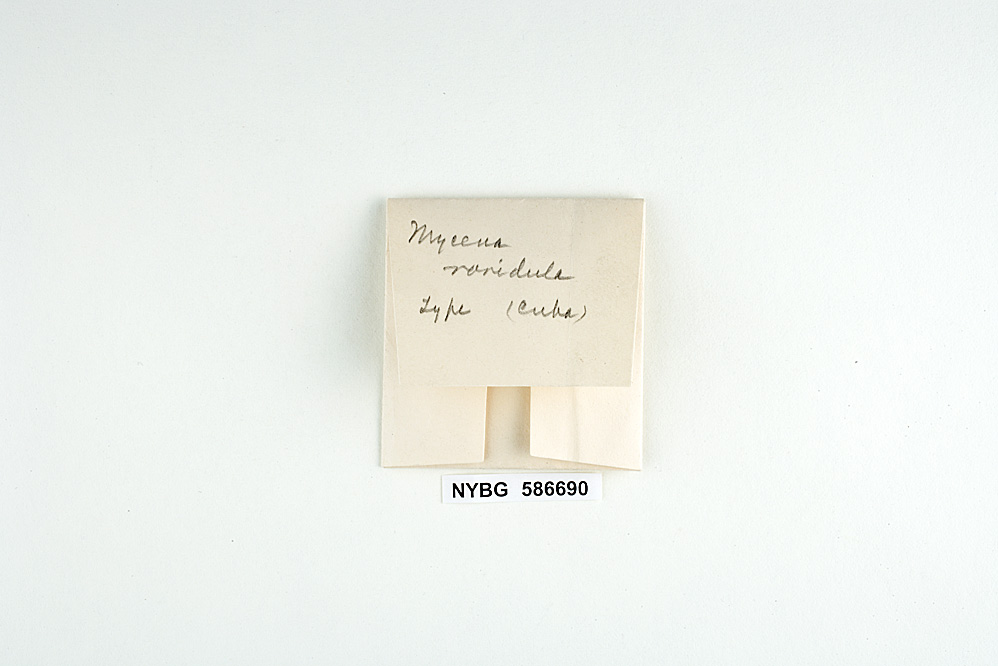 Mycena
roridula
Type (Cuba)
NYBG 586690